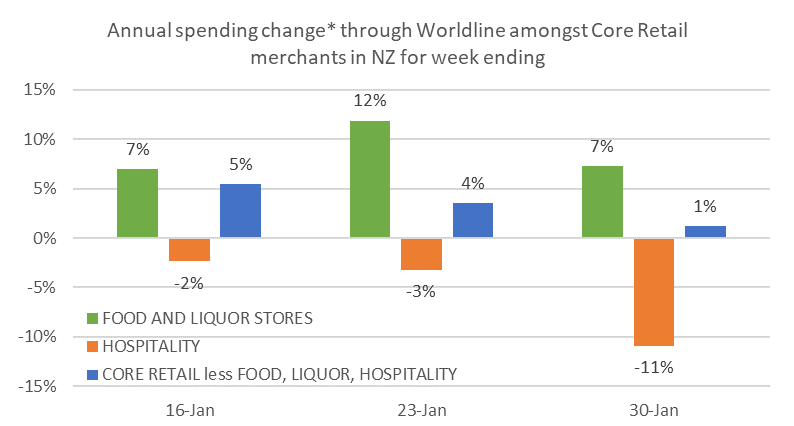 Annual spending change* through Worldline amongst Core Retail
merchants in NZ for week ending
15%
10%
5%
0%
-5%
-10%
-15%
7%
-2%
5%
12%
-3%
4%
7%
-11%
1%
FOOD AND LIQUOR STORES
HOSPITALITY
CORE RETAIL less FOOD, LIQUOR, HOSPITALITY
16-Jan
23-Jan
30-Jan